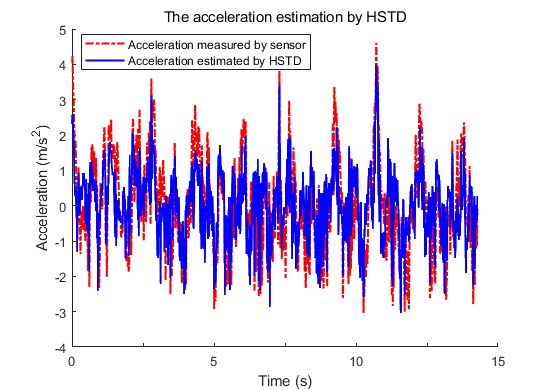 The acceleration estimation by HSTD
Acceleration measured by sensor
Acceleration estimated by HSTD
Acceleration (m/s²)
5
4
3
2
1
0
-1
-2
-3
-4
0
5
10
15
Time (s)